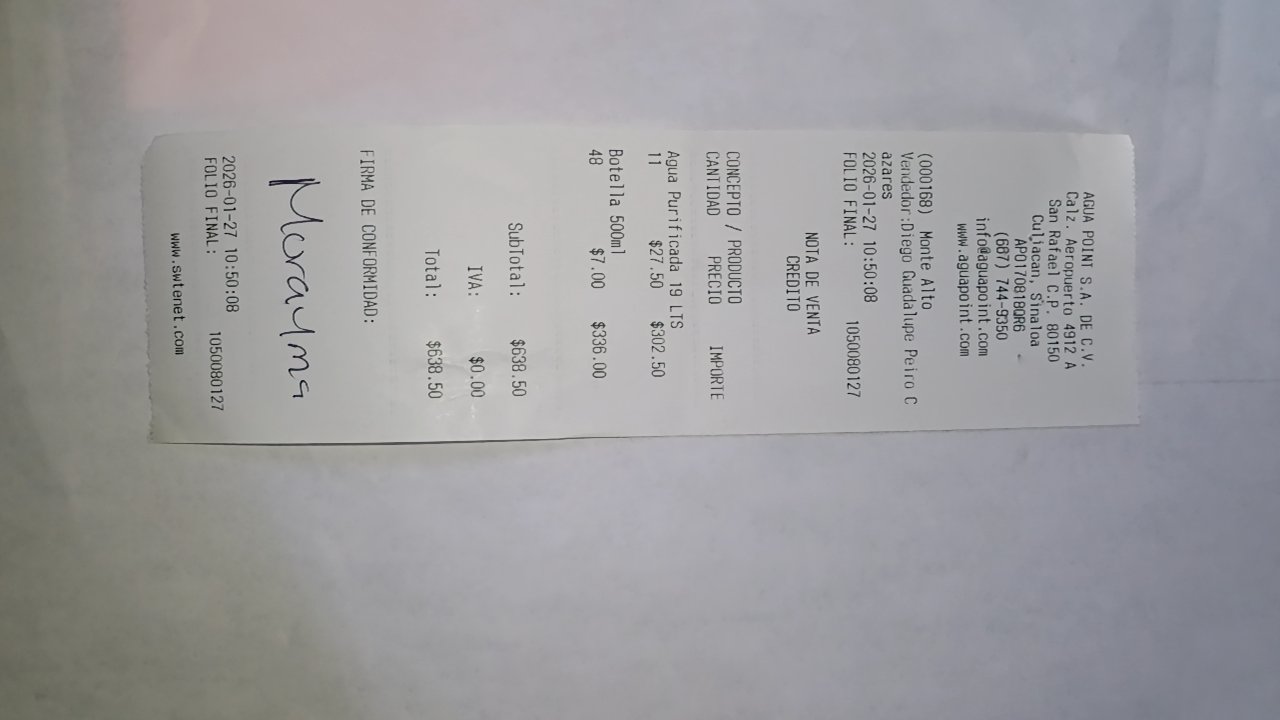 AGUA POINT S.A. DE C.V.
Calz. Aeropuerto 4912 A
San Rafael C.P. 80150
Culiacan, Sinaloa
APO170818QR6
(667) 744-9350
info@aguapoint.com
www.aguapoint.com
(000168) Monte Alto
Vendedor:Diego Guadalupe Peiro C
azares
2026-01-27 10:50:08
FOLIO FINAL: 1050080127
NOTA DE VENTA
CREDITO
CONCEPTO / PRODUCTO
CANTIDAD PRECIO IMPORTE
Agua Purificada 19 LTS
11 $27.50 $302.50
Botella 500ml
48 $7.00 $336.00
SubTotal: $638.50
IVA: $0.00
Total: $638.50
FIRMA DE CONFORMIDAD:
Morayma
2026-01-27 10:50:08
FOLIO FINAL: 1050080127
www.swtenet.com